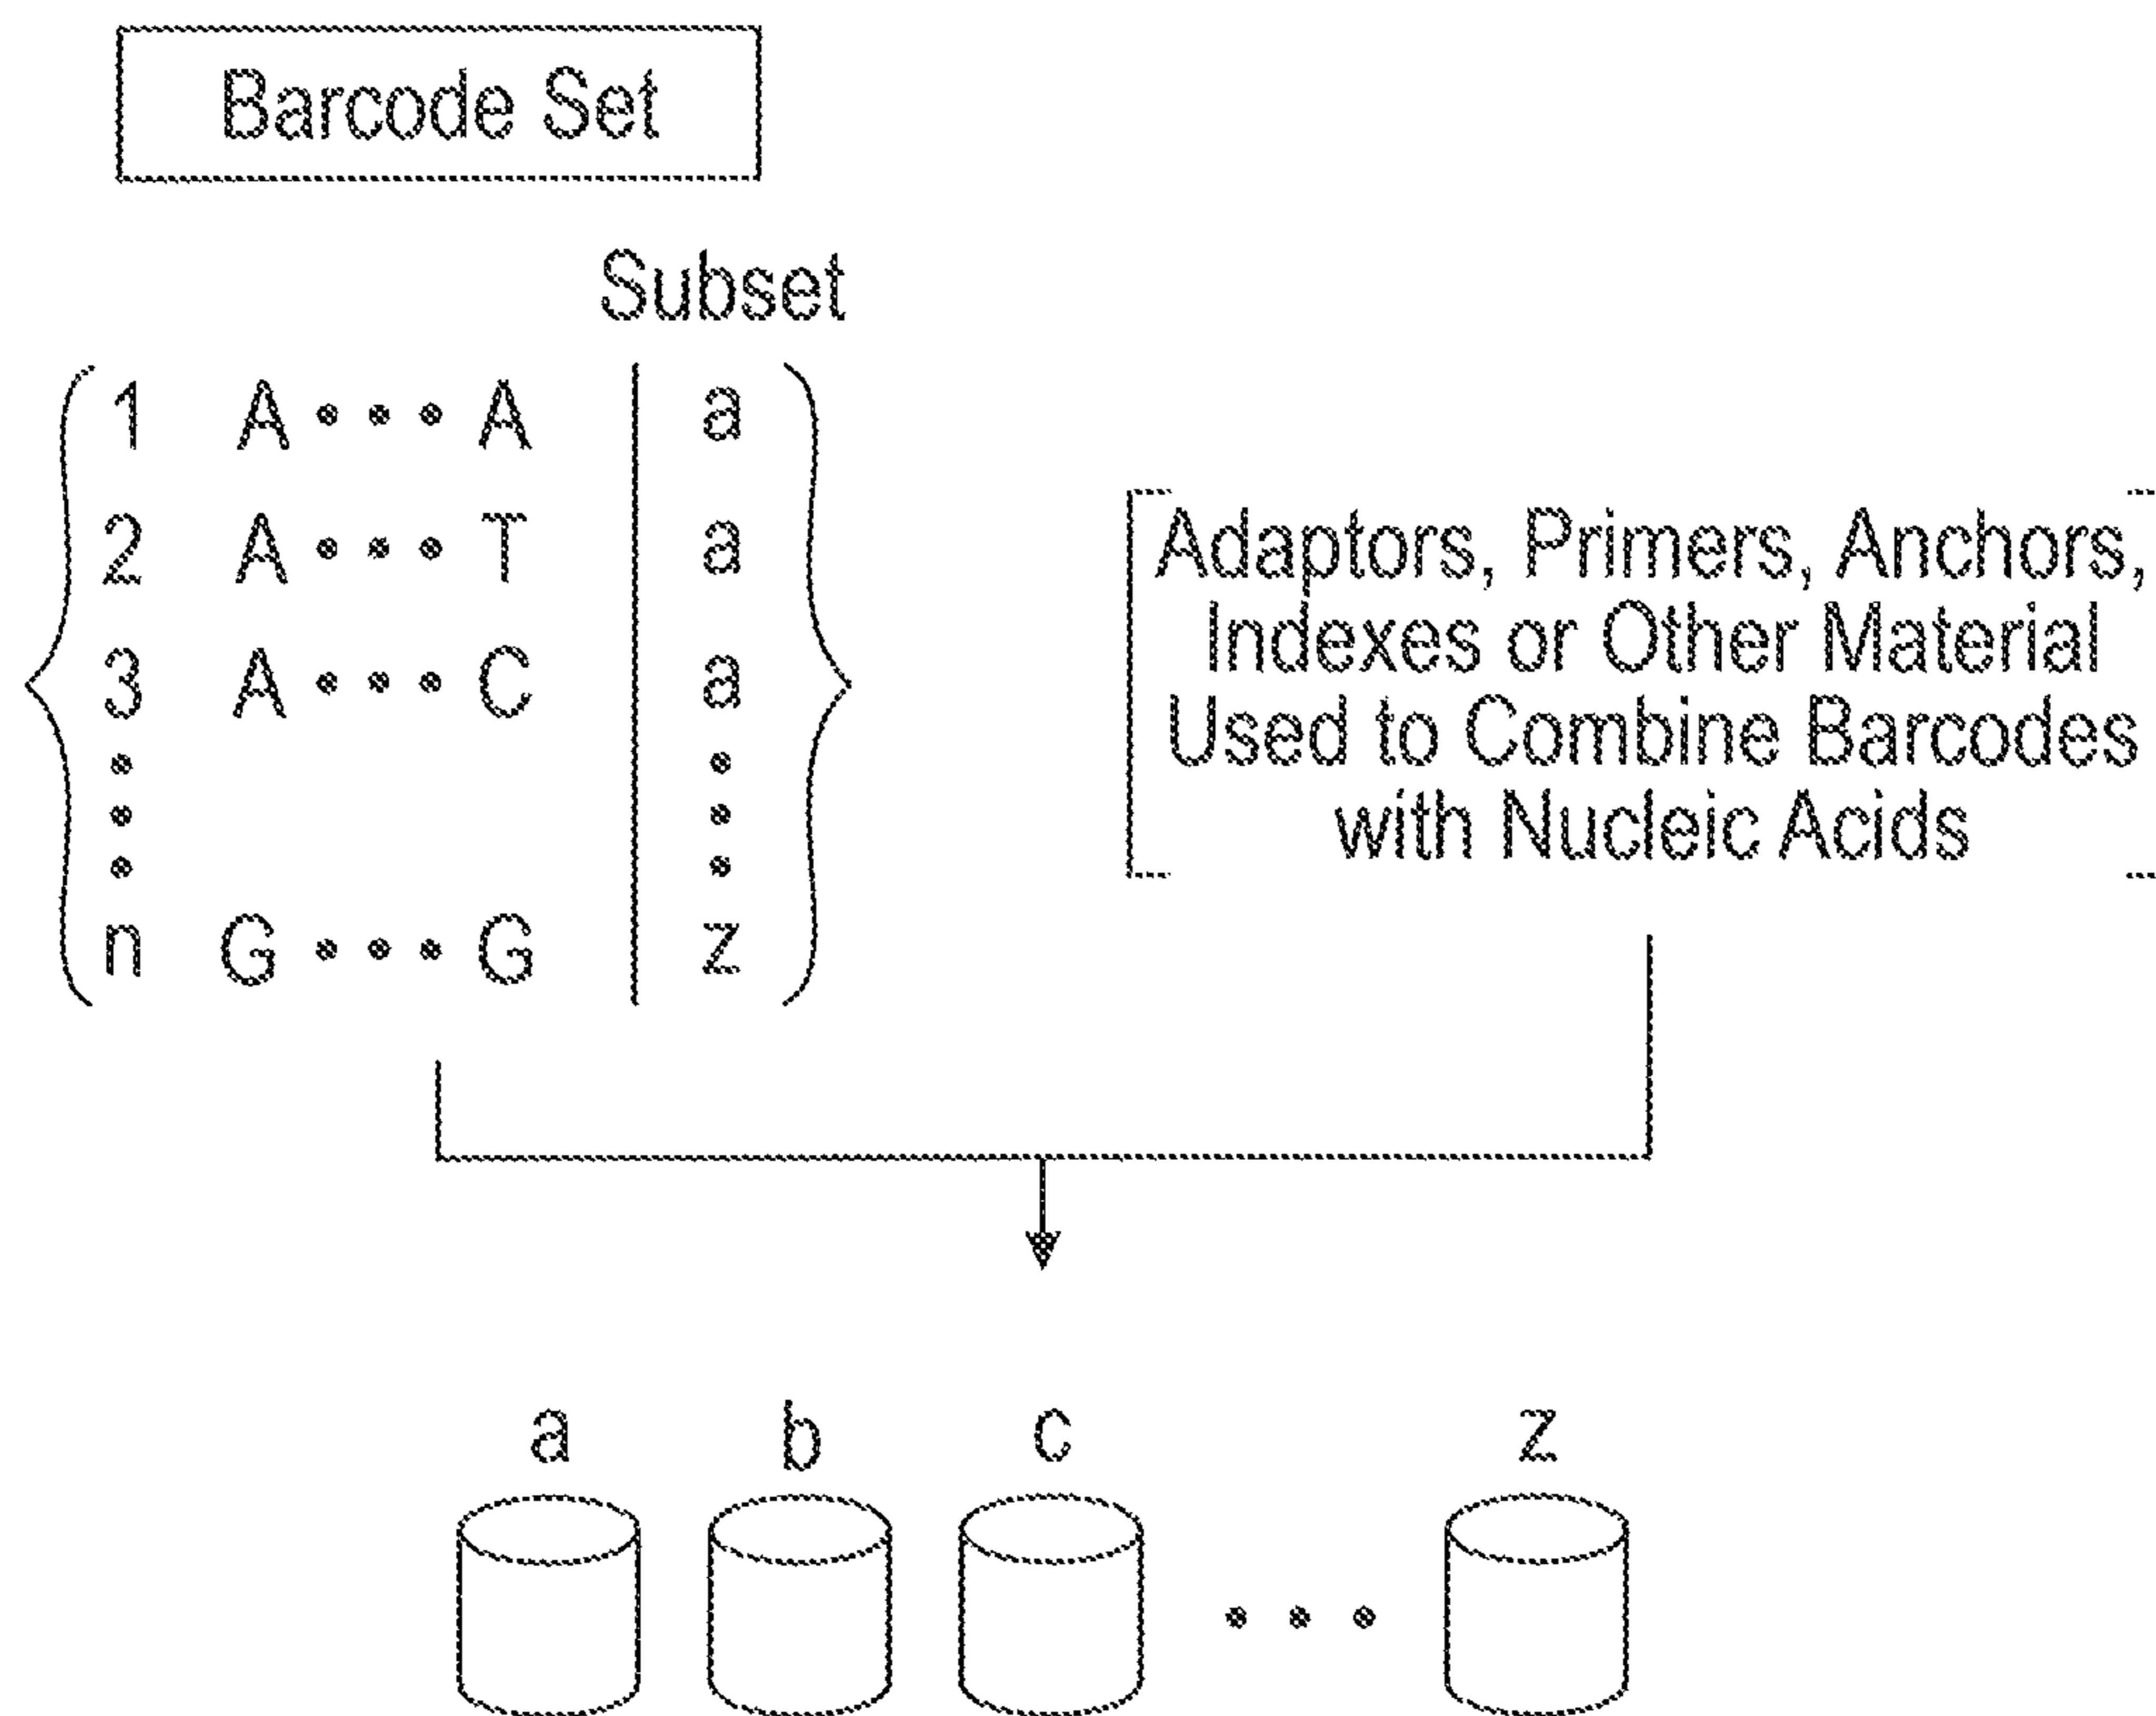 Barcode Set
Subset
1 A • • • A a
2 A • • • T a
3 A • • • C a
• •
• •
• •
n G • • • G z
Adaptors, Primers, Anchors,
Indexes or Other Material
Used to Combine Barcodes
with Nucleic Acids
a b c z
• • •